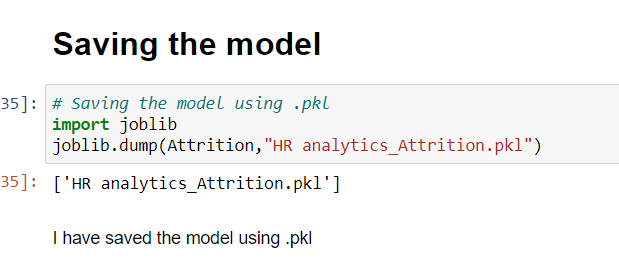 Saving the model
35]: # Saving the model using .pkl
import joblib
joblib.dump(Attrition,"HR analytics_Attrition.pkl")
35]: ['HR analytics_Attrition.pkl']
I have saved the model using .pkl